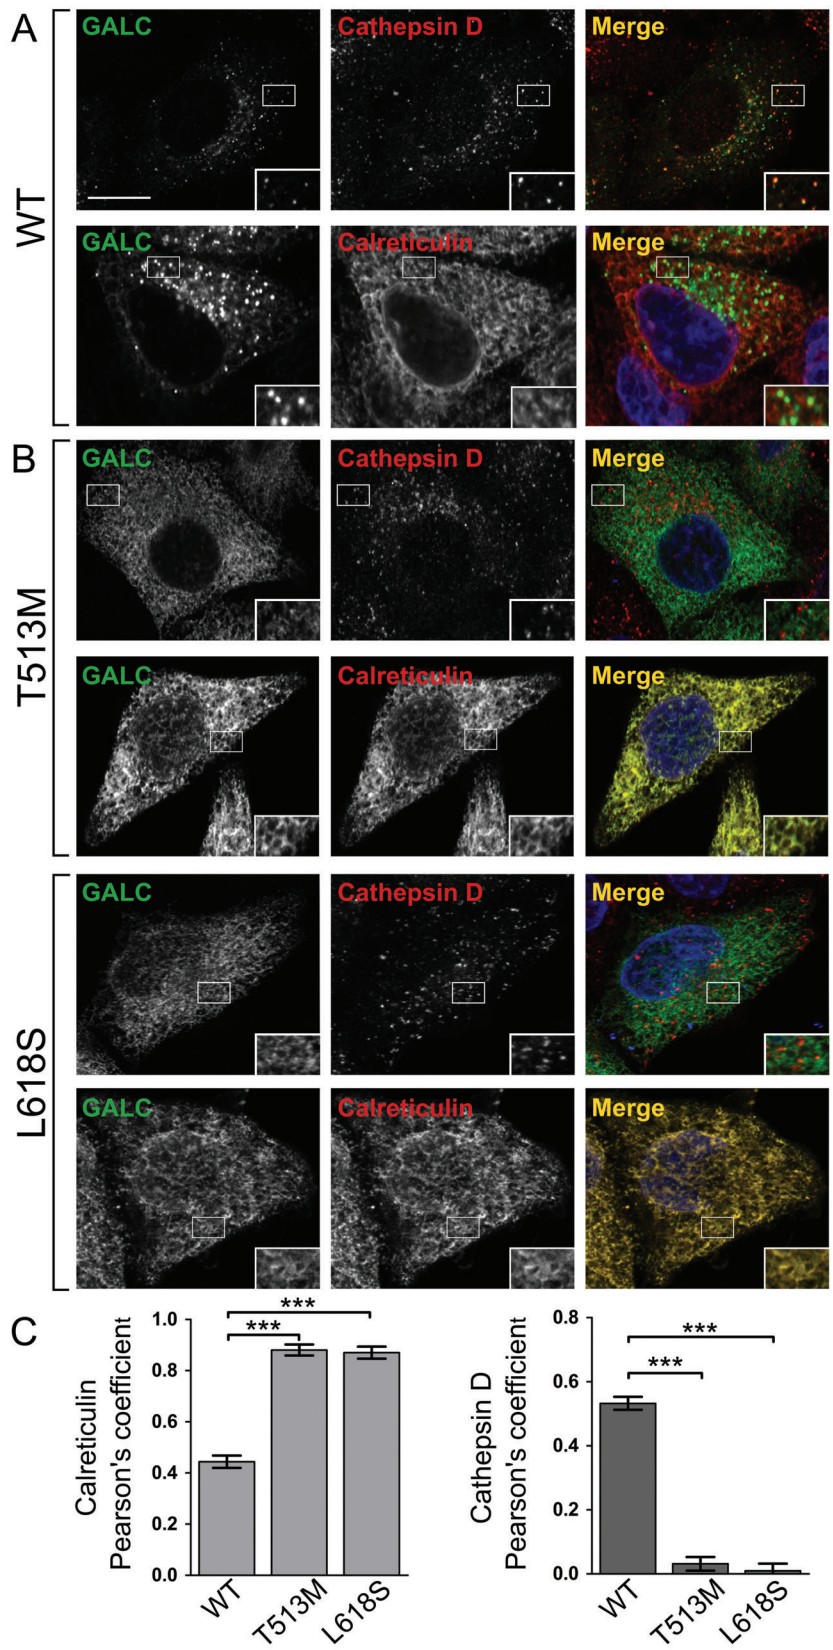 A
WT
GALC
Cathepsin D
Merge
GALC
Calreticulin
Merge
B
T513M
GALC
Cathepsin D
Merge
GALC
Calreticulin
Merge
L618S
GALC
Cathepsin D
Merge
GALC
Calreticulin
Merge
C
Calreticulin
Pearson's coefficient
1.0
0.8
0.6
0.4
0.2
0.0
***
***
WT
T513M
L618S
Cathepsin D
Pearson's coefficient
0.8
0.6
0.4
0.2
0.0
***
***
WT
T513M
L618S